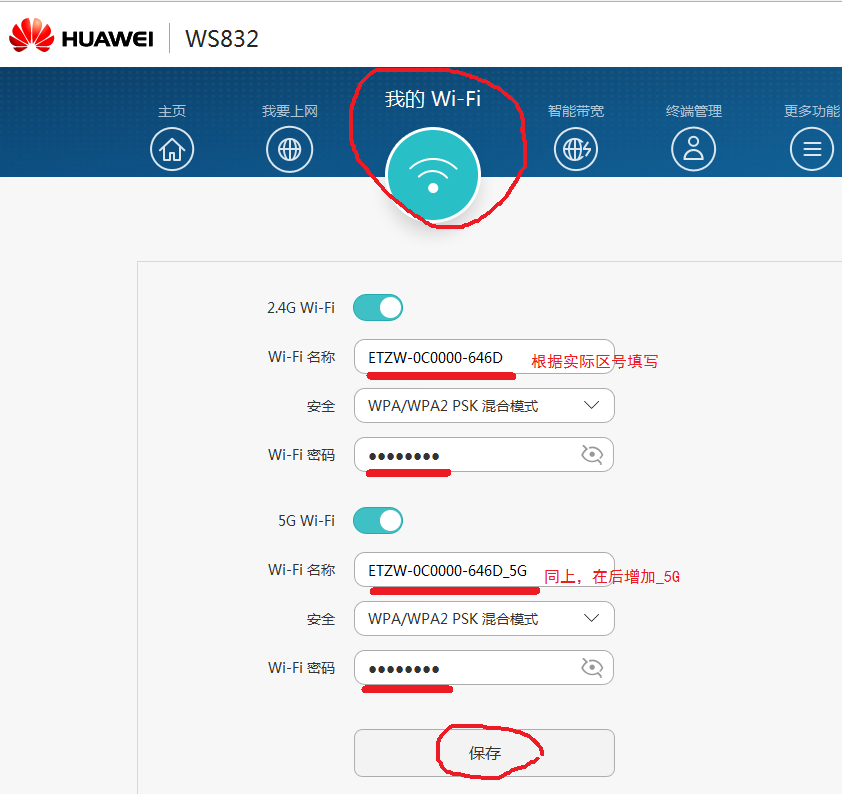 HUAWEI WS832
主页 我要上网 我的 Wi-Fi 智能带宽 终端管理 更多功能
2.4G Wi-Fi
Wi-Fi 名称 ETZW-0C0000-646D 根据实际区号填写
安全 WPA/WPA2 PSK 混合模式
Wi-Fi 密码 ●●●●●●●●
5G Wi-Fi
Wi-Fi 名称 ETZW-0C0000-646D_5G 同上，在后增加_5G
安全 WPA/WPA2 PSK 混合模式
Wi-Fi 密码 ●●●●●●●●
保存